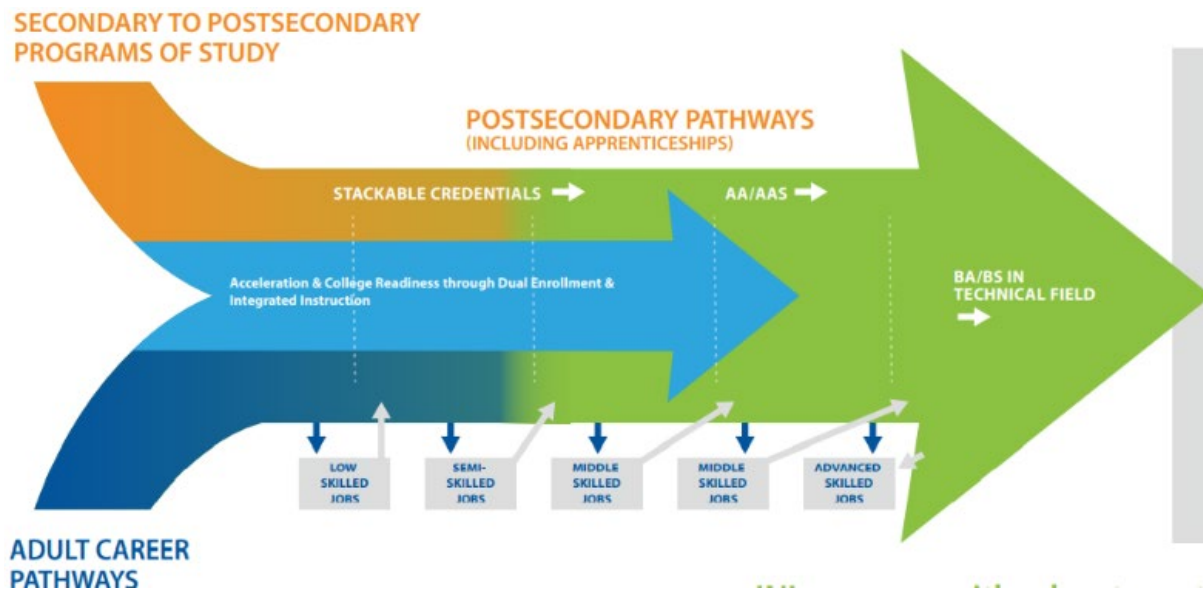 SECONDARY TO POSTSECONDARY
PROGRAMS OF STUDY
POSTSECONDARY PATHWAYS
(INCLUDING APPRENTICESHIPS)
STACKABLE CREDENTIALS
AA/AAS
Acceleration & College Readiness through Dual Enrollment &
Integrated Instruction
BA/BS IN
TECHNICAL FIELD
LOW
SKILLED
JOBS
SEMI-
SKILLED
JOBS
MIDDLE
SKILLED
JOBS
MIDDLE
SKILLED
JOBS
ADVANCED
SKILLED
JOBS
ADULT CAREER
PATHWAYS